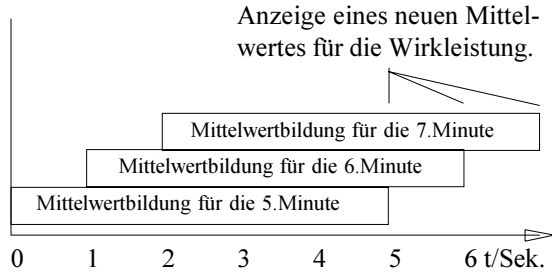 Anzeige eines neuen Mittel-
wertes für die Wirkleistung.
Mittelwertbildung für die 7.Minute
Mittelwertbildung für die 6.Minute
Mittelwertbildung für die 5.Minute
0 1 2 3 4 5 6 t/Sek.